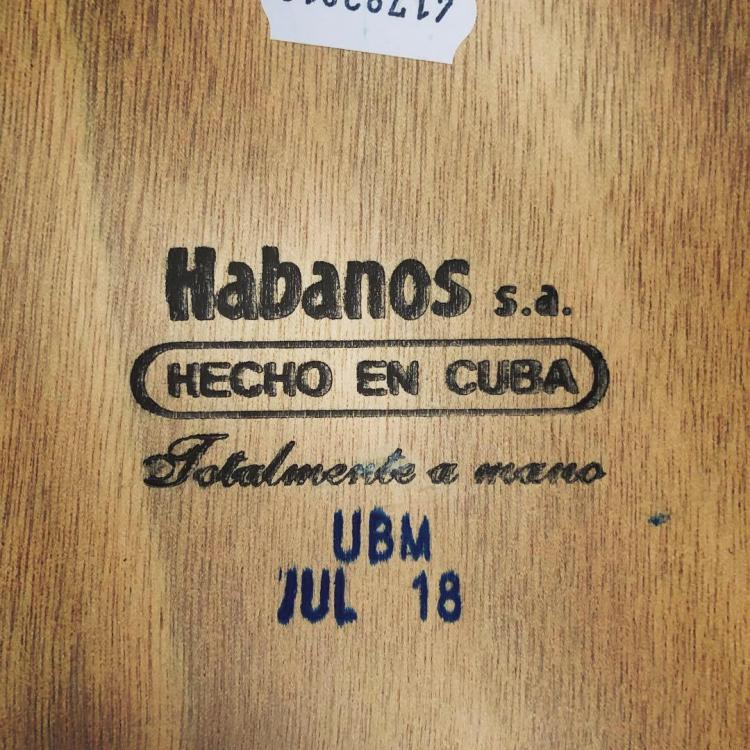 Habanos s.a.
HECHO EN CUBA
Totalmente a mano
UBM
JUL 18